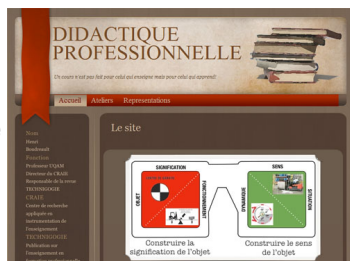 DIDACTIQUE
PROFESSIONNELLE
Un cours n'est pas fait pour celui qui enseigne mais pour celui qui apprend!
Accueil Ateliers Representations
Nom
Henri
Boudreault
Fonction
Professeur UQAM
Directeur du CRAIE
Responsable de la revue
TECHNOGOGIE
CRAIE
Centre de recherche
appliquée en
instrumentation de
l'enseignement
TECHNOGOGIE
Publication sur
l'enseignement en
Le site
SIGNIFICATION
OBJET
FONCTIONNEMENT
Construire la
signification de l'objet
SENS
DYNAMIQUE
SITUATION
Construire le sens
de l'objet